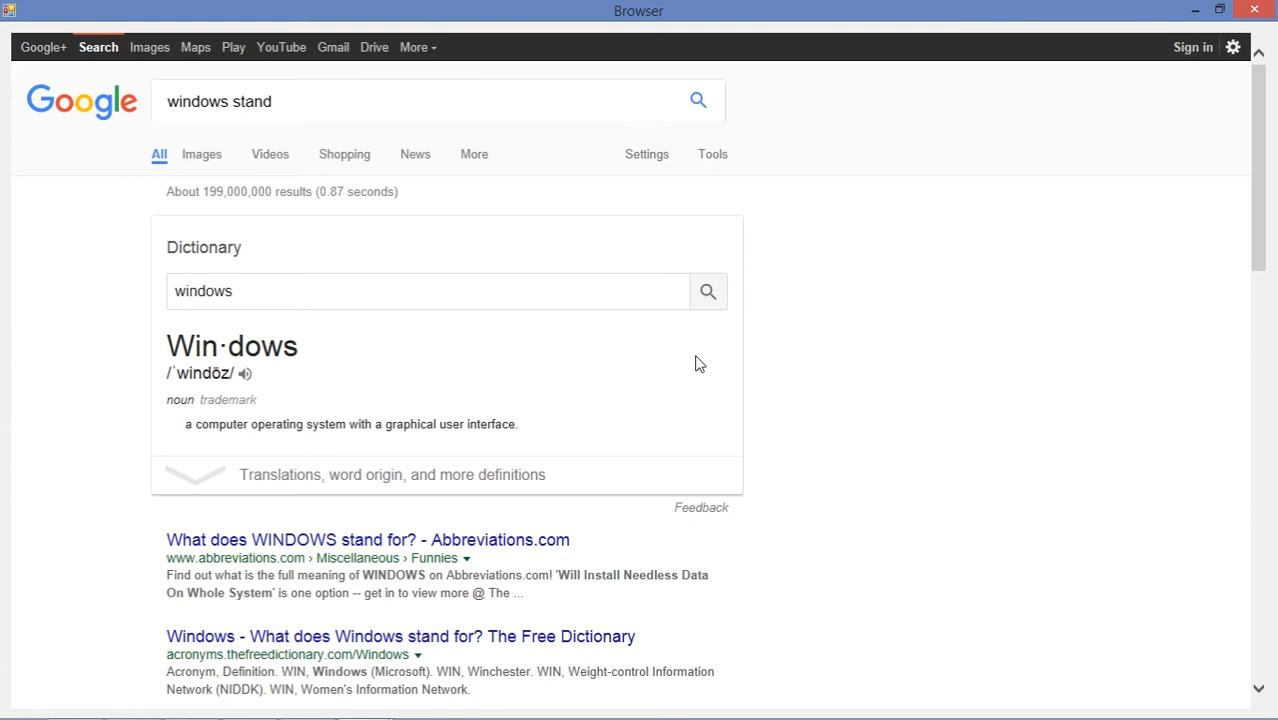 Browser
Google+ Search Images Maps Play YouTube Gmail Drive More Sign in
Google windows stand
All Images Videos Shopping News More Settings Tools
About 199,000,000 results (0.87 seconds)
Dictionary
windows
Win·dows
/ˈwindōz/
noun trademark
a computer operating system with a graphical user interface.
Translations, word origin, and more definitions
Feedback
What does WINDOWS stand for? - Abbreviations.com
www.abbreviations.com › Miscellaneous › Funnies
Find out what is the full meaning of WINDOWS on Abbreviations.com! 'Will Install Needless Data
On Whole System' is one option -- get in to view more @ The ...
Windows - What does Windows stand for? The Free Dictionary
acronyms.thefreedictionary.com/Windows
Acronym, Definition. WIN, Windows (Microsoft). WIN, Winchester. WIN, Weight-control Information
Network (NIDDK). WIN, Women's Information Network.